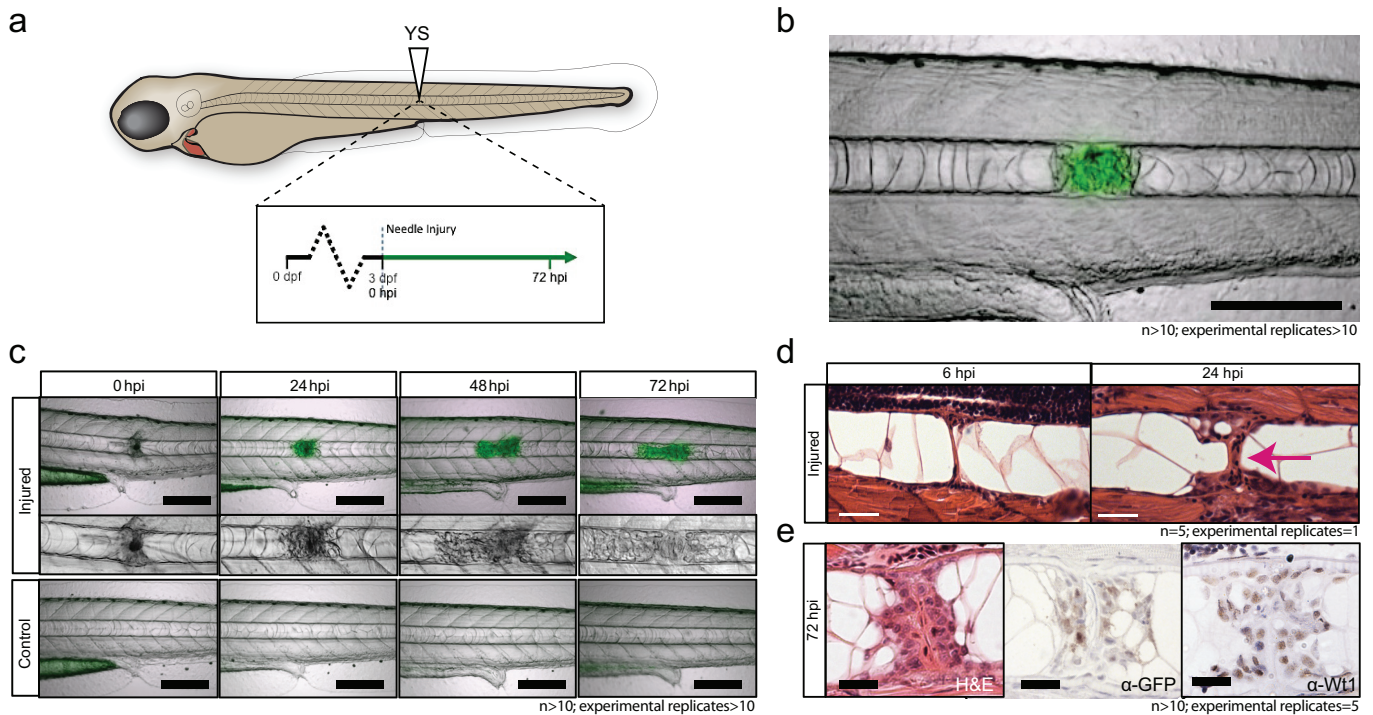 a
YS
Needle Injury
0 dpf
3 dpf
0 hpi
72 hpi
b
n>10; experimental replicates>10
c
0 hpi
24 hpi
48 hpi
72 hpi
Injured
Control
n>10; experimental replicates>10
d
6 hpi
24 hpi
Injured
n=5; experimental replicates=1
e
72 hpi
H&E
α-GFP
α-Wt1
n>10; experimental replicates=5